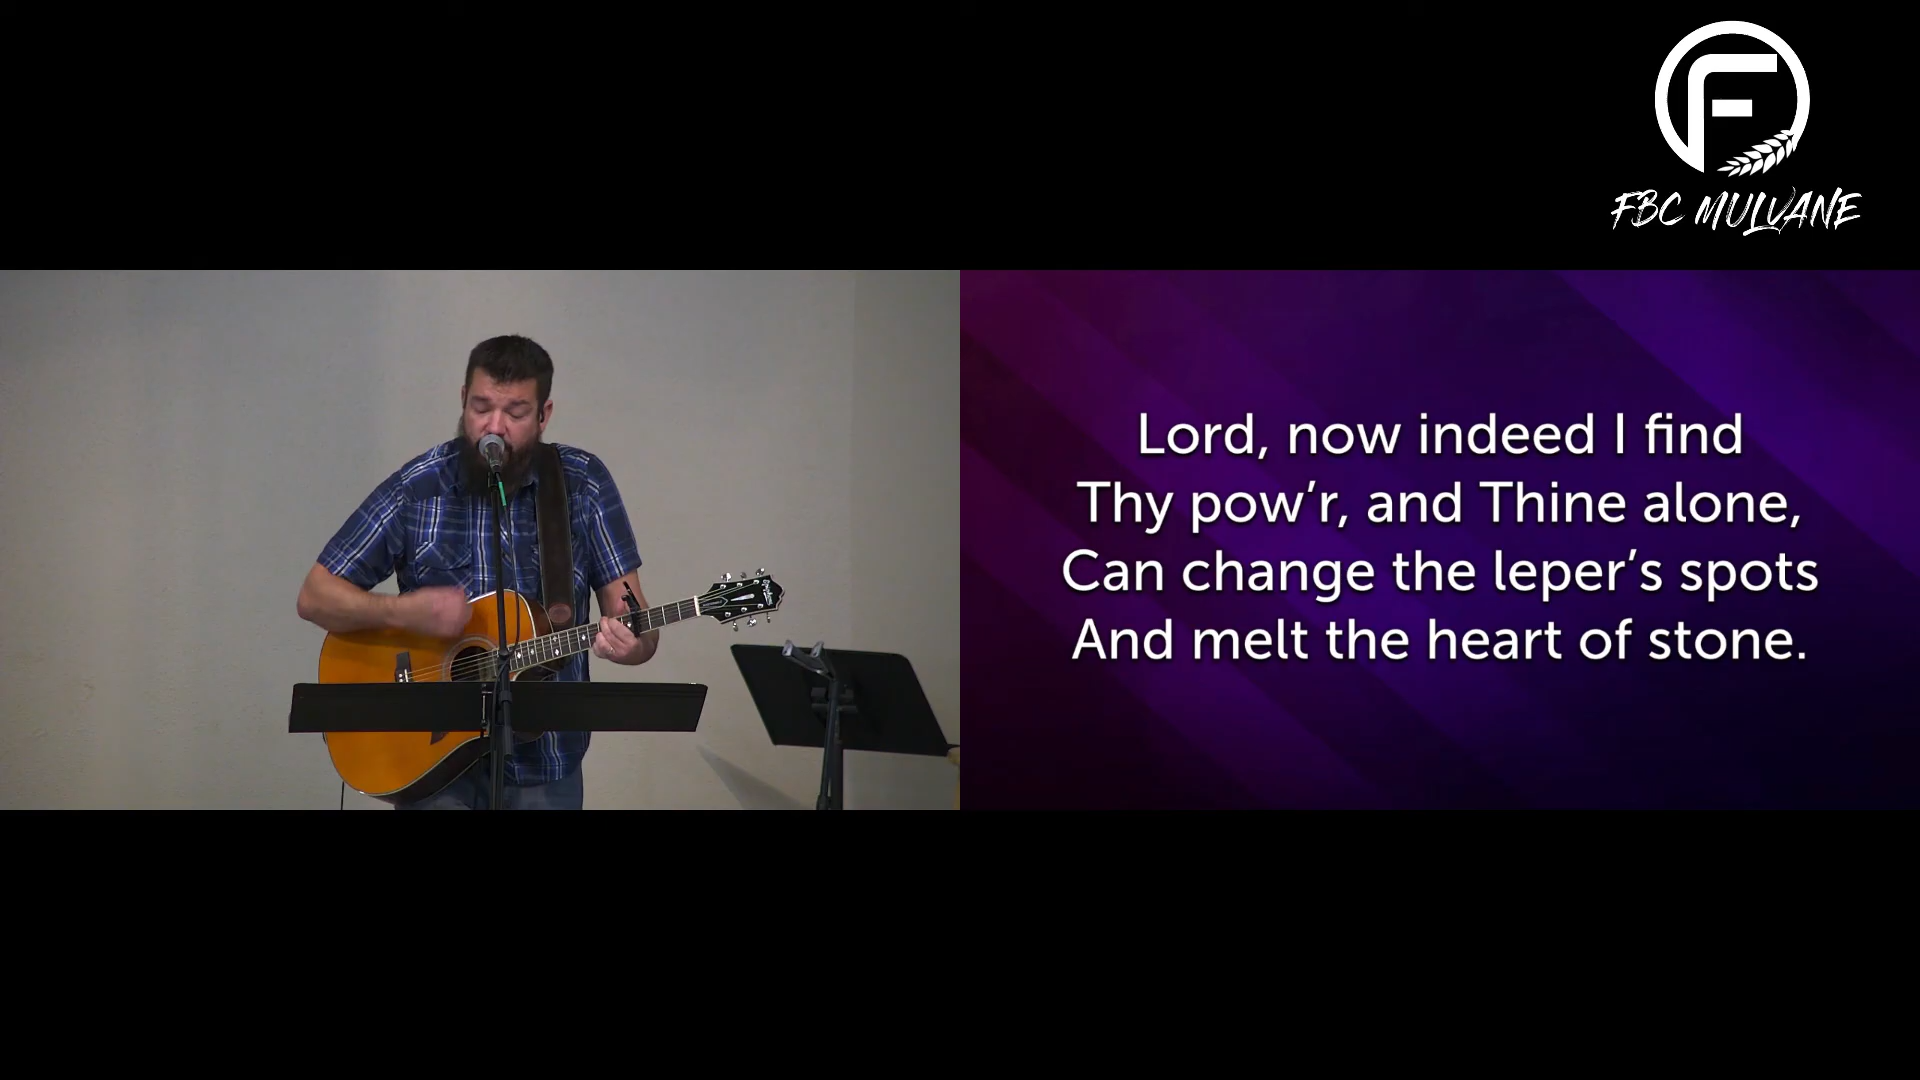 FBC MULVANE
Lord, now indeed I find
Thy pow’r, and Thine alone,
Can change the leper’s spots
And melt the heart of stone.